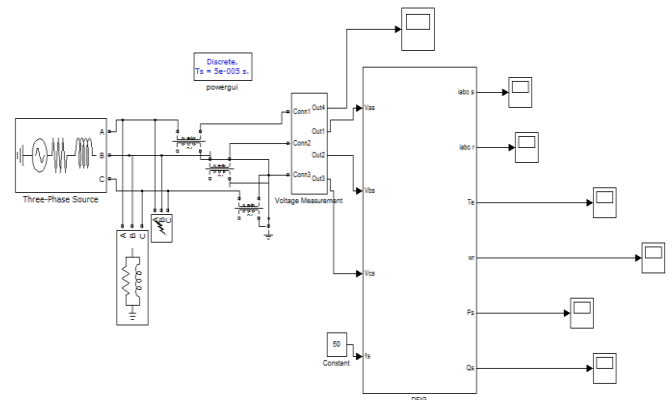 Discrete,
Ts = 5e-005 s.
powergui
A
B
C
Three-Phase Source
A B C
A B C
Conn1
Conn2
Conn3
Out4
Out1
Out2
Out3
Voltage Measurement
Vas
Vbs
Vcs
fs
50
Constant
iabc s
iabc r
Te
wr
Ps
Qs
DFIG